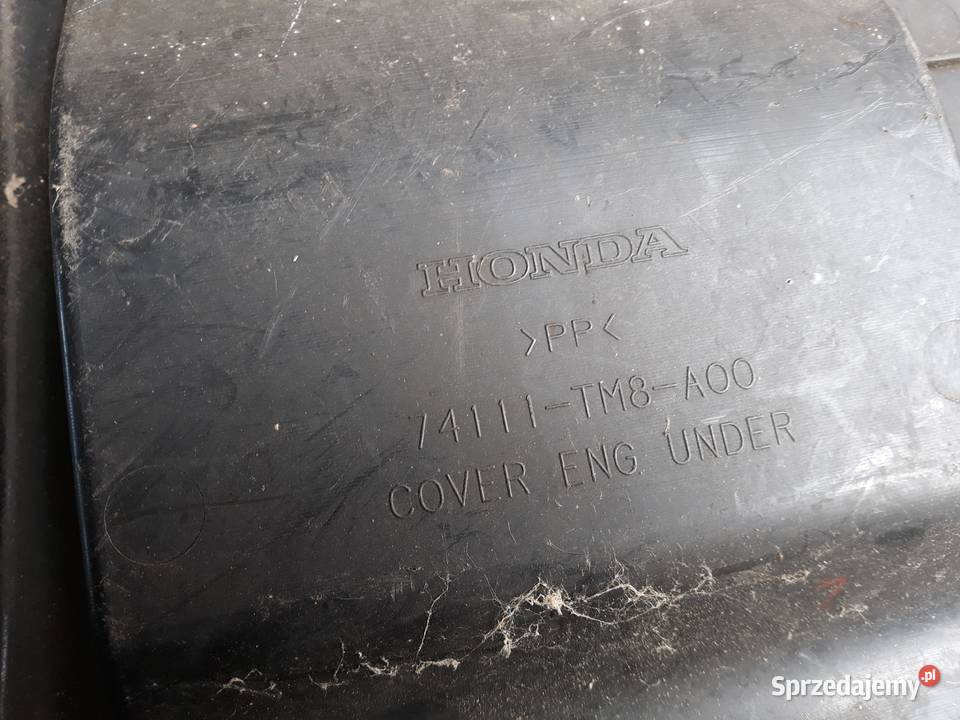 HONDA
>PP<
74111-TM8-A00
COVER ENG UNDER
Sprzedajemy.pl